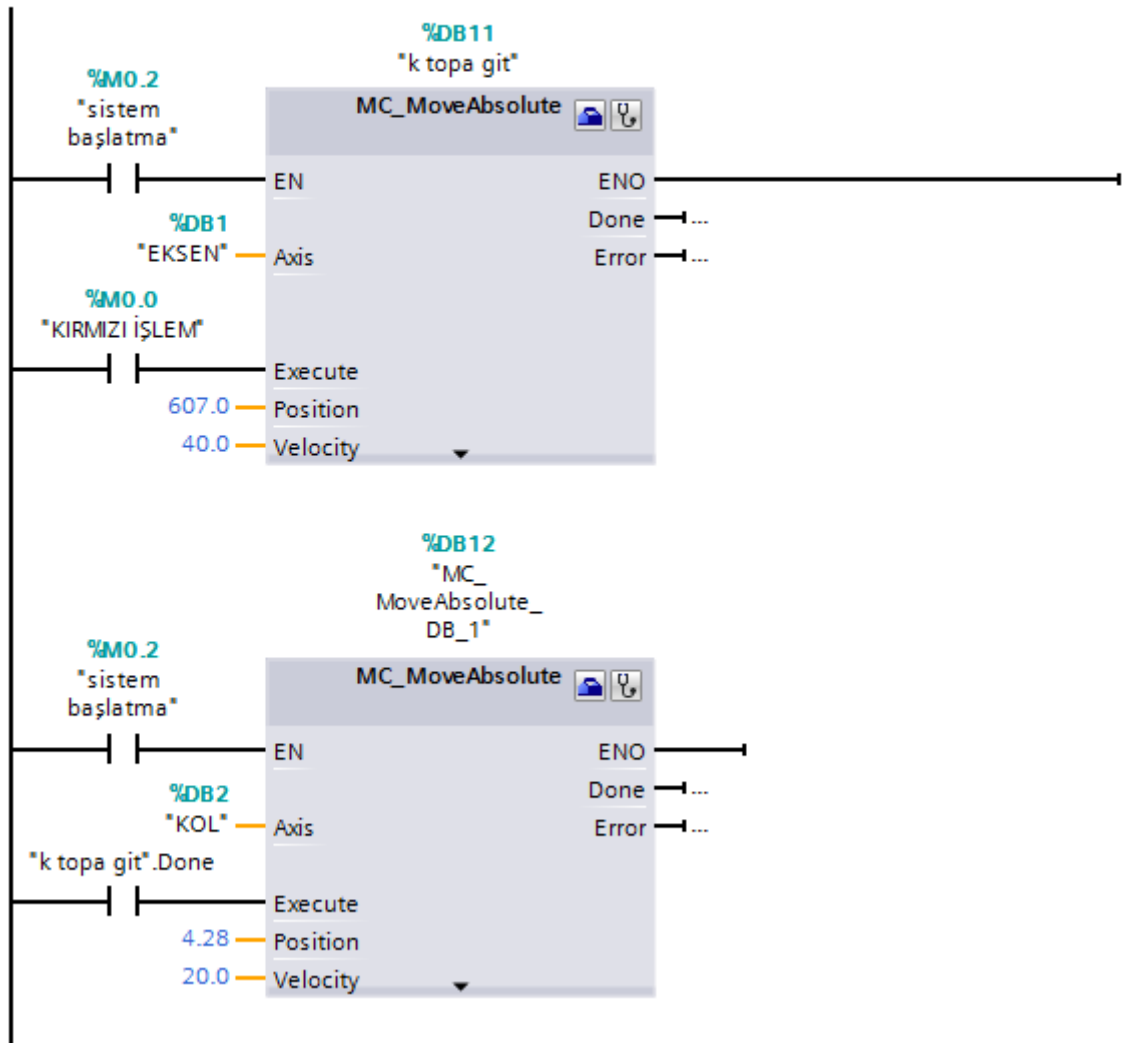 %DB11
"k topa git"
%M0.2
"sistem
başlatma"
MC_MoveAbsolute
EN
ENO
Done
...
%DB1
"EKSEN"
Axis
Error
...
%M0.0
"KIRMIZI İŞLEM"
Execute
607.0
Position
40.0
Velocity
%DB12
"MC_
MoveAbsolute_
DB_1"
%M0.2
"sistem
başlatma"
MC_MoveAbsolute
EN
ENO
Done
...
%DB2
"KOL"
Axis
Error
...
"k topa git".Done
Execute
4.28
Position
20.0
Velocity